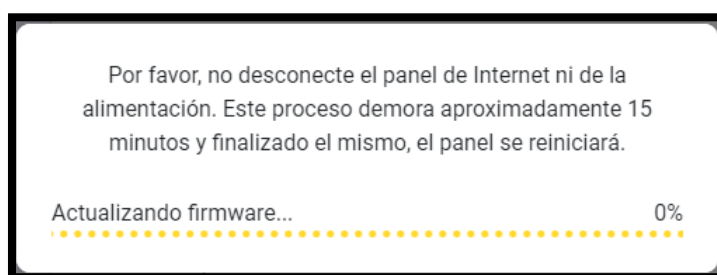 Por favor, no desconecte el panel de Internet ni de la
alimentación. Este proceso demora aproximadamente 15
minutos y finalizado el mismo, el panel se reiniciará.
Actualizando firmware... 0%